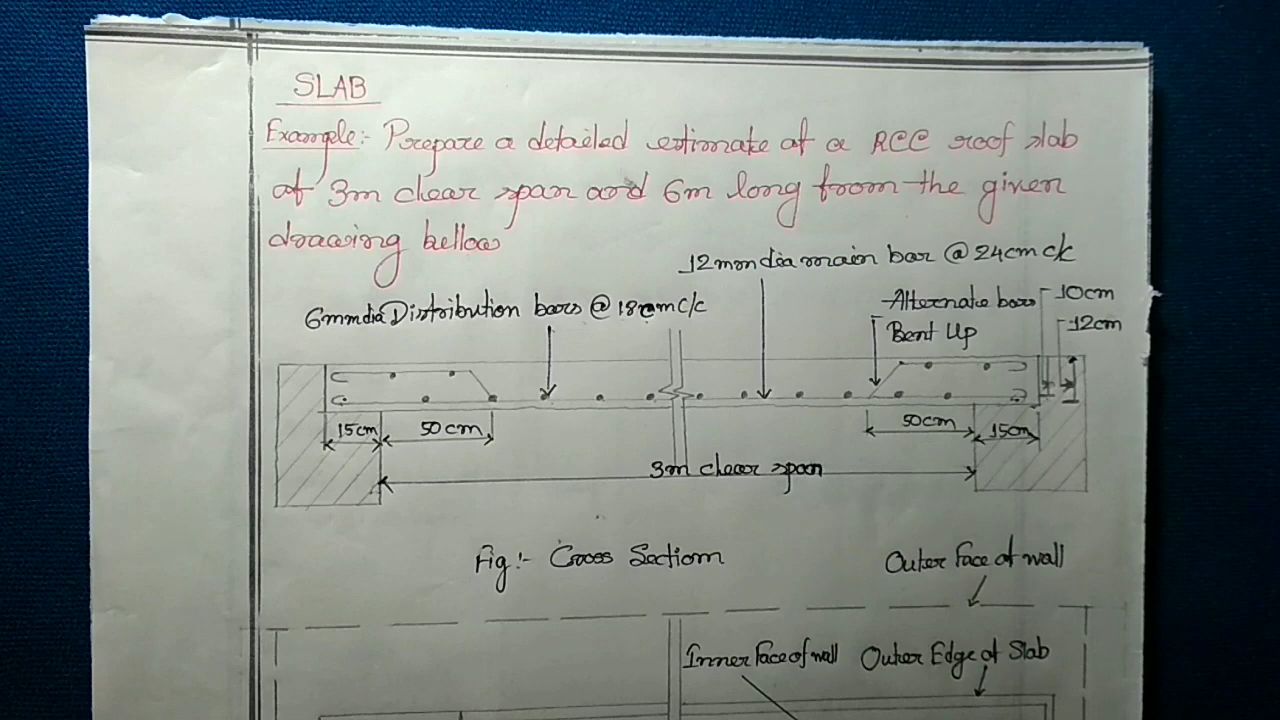 SLAB
Example:- Prepare a detailed estimate of a RCC roof slab
of 3m clear span and 6m long from the given
drawing bellow
12mm dia main bar @ 24cm c/c
6mm dia Distribution bars @ 18cm c/c
Alternate bars
Bent Up
10cm
12cm
15cm
50cm
50cm
15cm
3m clear span
Fig:- Cross Section
Outer face of wall
Inner face of wall
Outer Edge of Slab